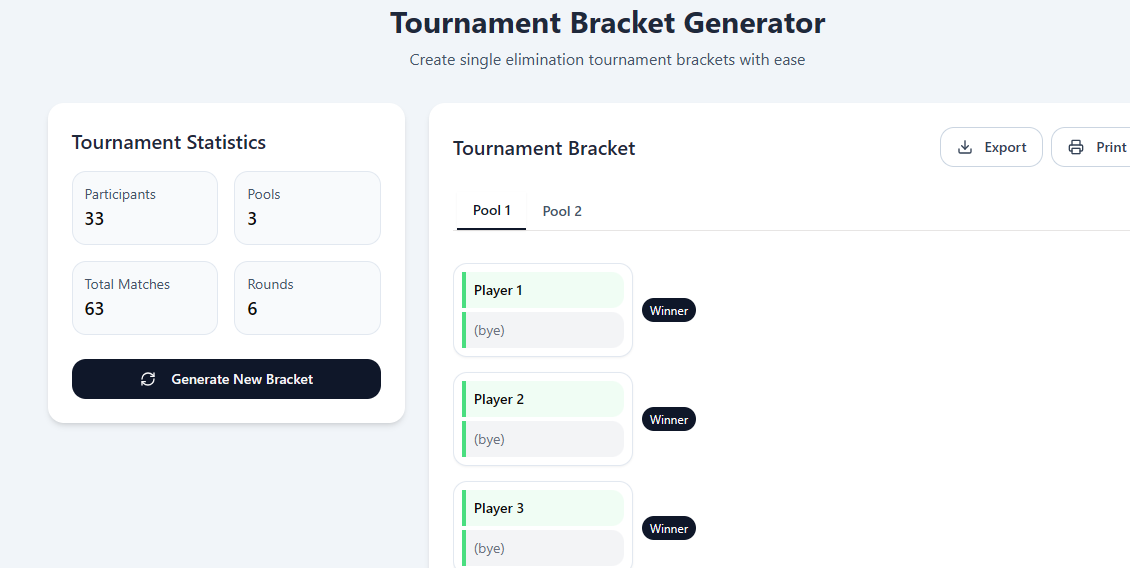 Tournament Bracket Generator
Create single elimination tournament brackets with ease
Tournament Statistics
Participants
33
Pools
3
Total Matches
63
Rounds
6
Generate New Bracket
Tournament Bracket
Export
Print
Pool 1
Pool 2
Player 1
(bye)
Winner
Player 2
(bye)
Winner
Player 3
(bye)
Winner